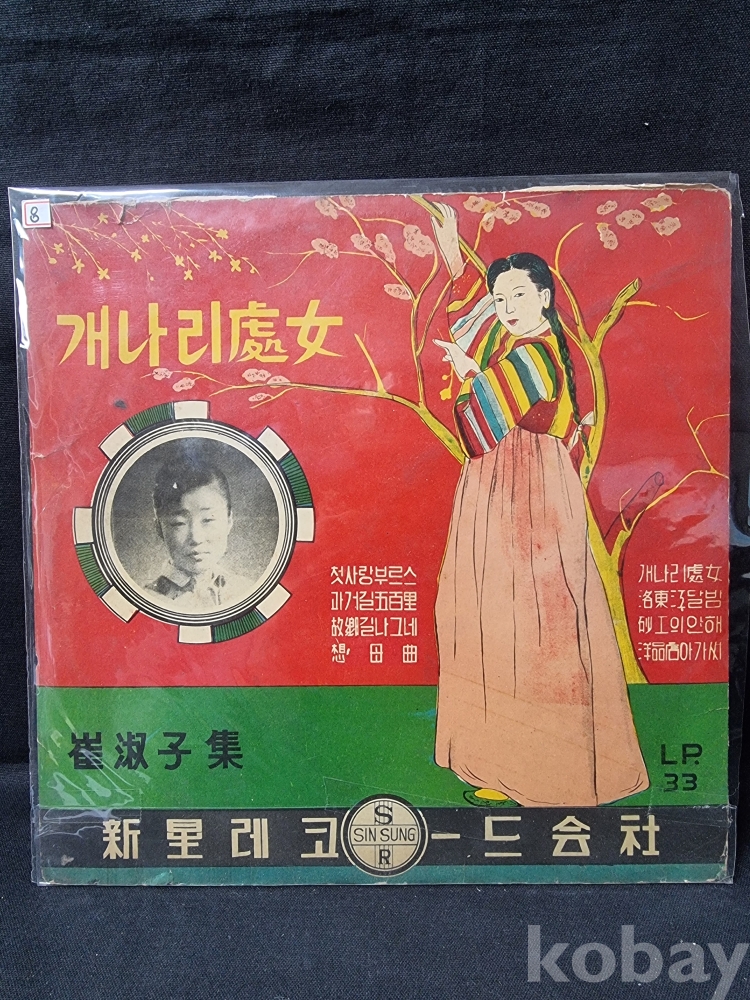 8
개나리處女
첫사랑부르스
과거길五百里
故鄕길나그네
想母曲
개나리處女
洛東江달밤
砂工의안해
洋品店아가씨
崔淑子集
LP.
33
新星레코ー드会社
S
SIN SUNG
R
kobay